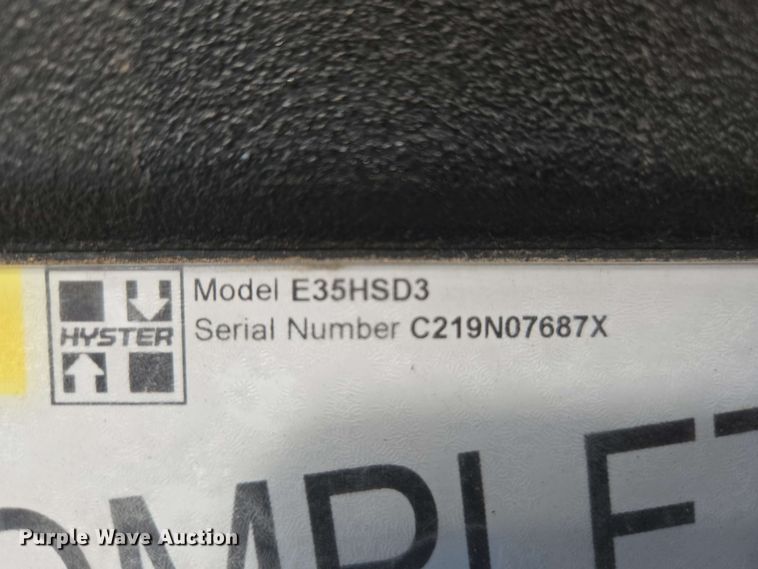 Model E35HSD3
HYSTER
Serial Number C219N07687X
Purple Wave Auction